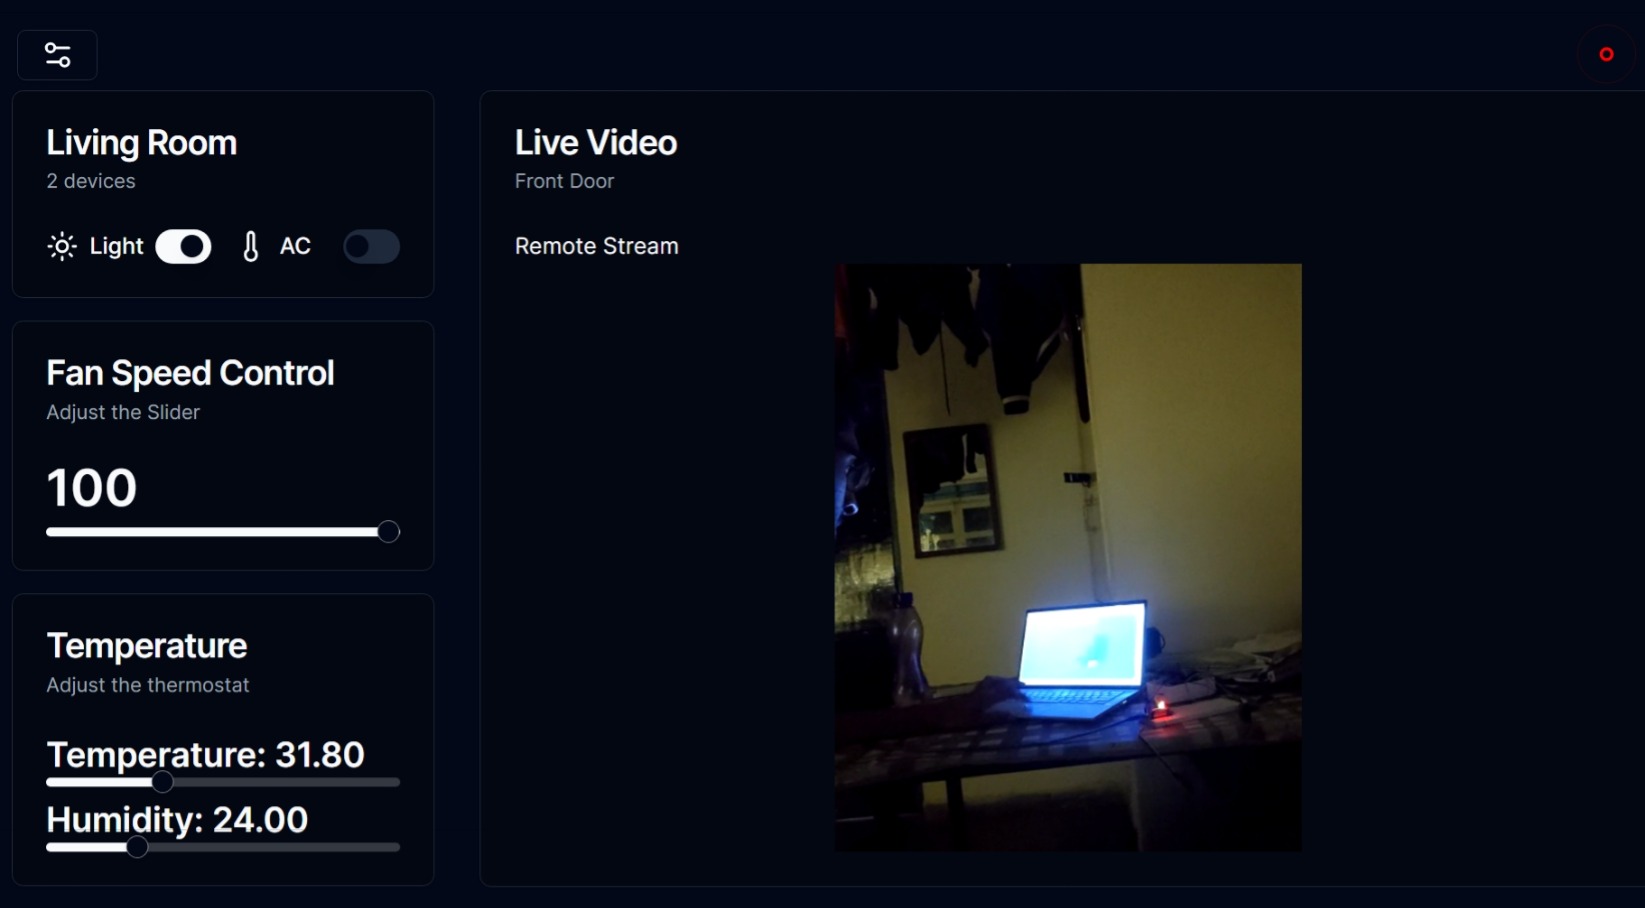 Living Room
2 devices
Light AC
Fan Speed Control
Adjust the Slider
100
Temperature
Adjust the thermostat
Temperature: 31.80
Humidity: 24.00
Live Video
Front Door
Remote Stream